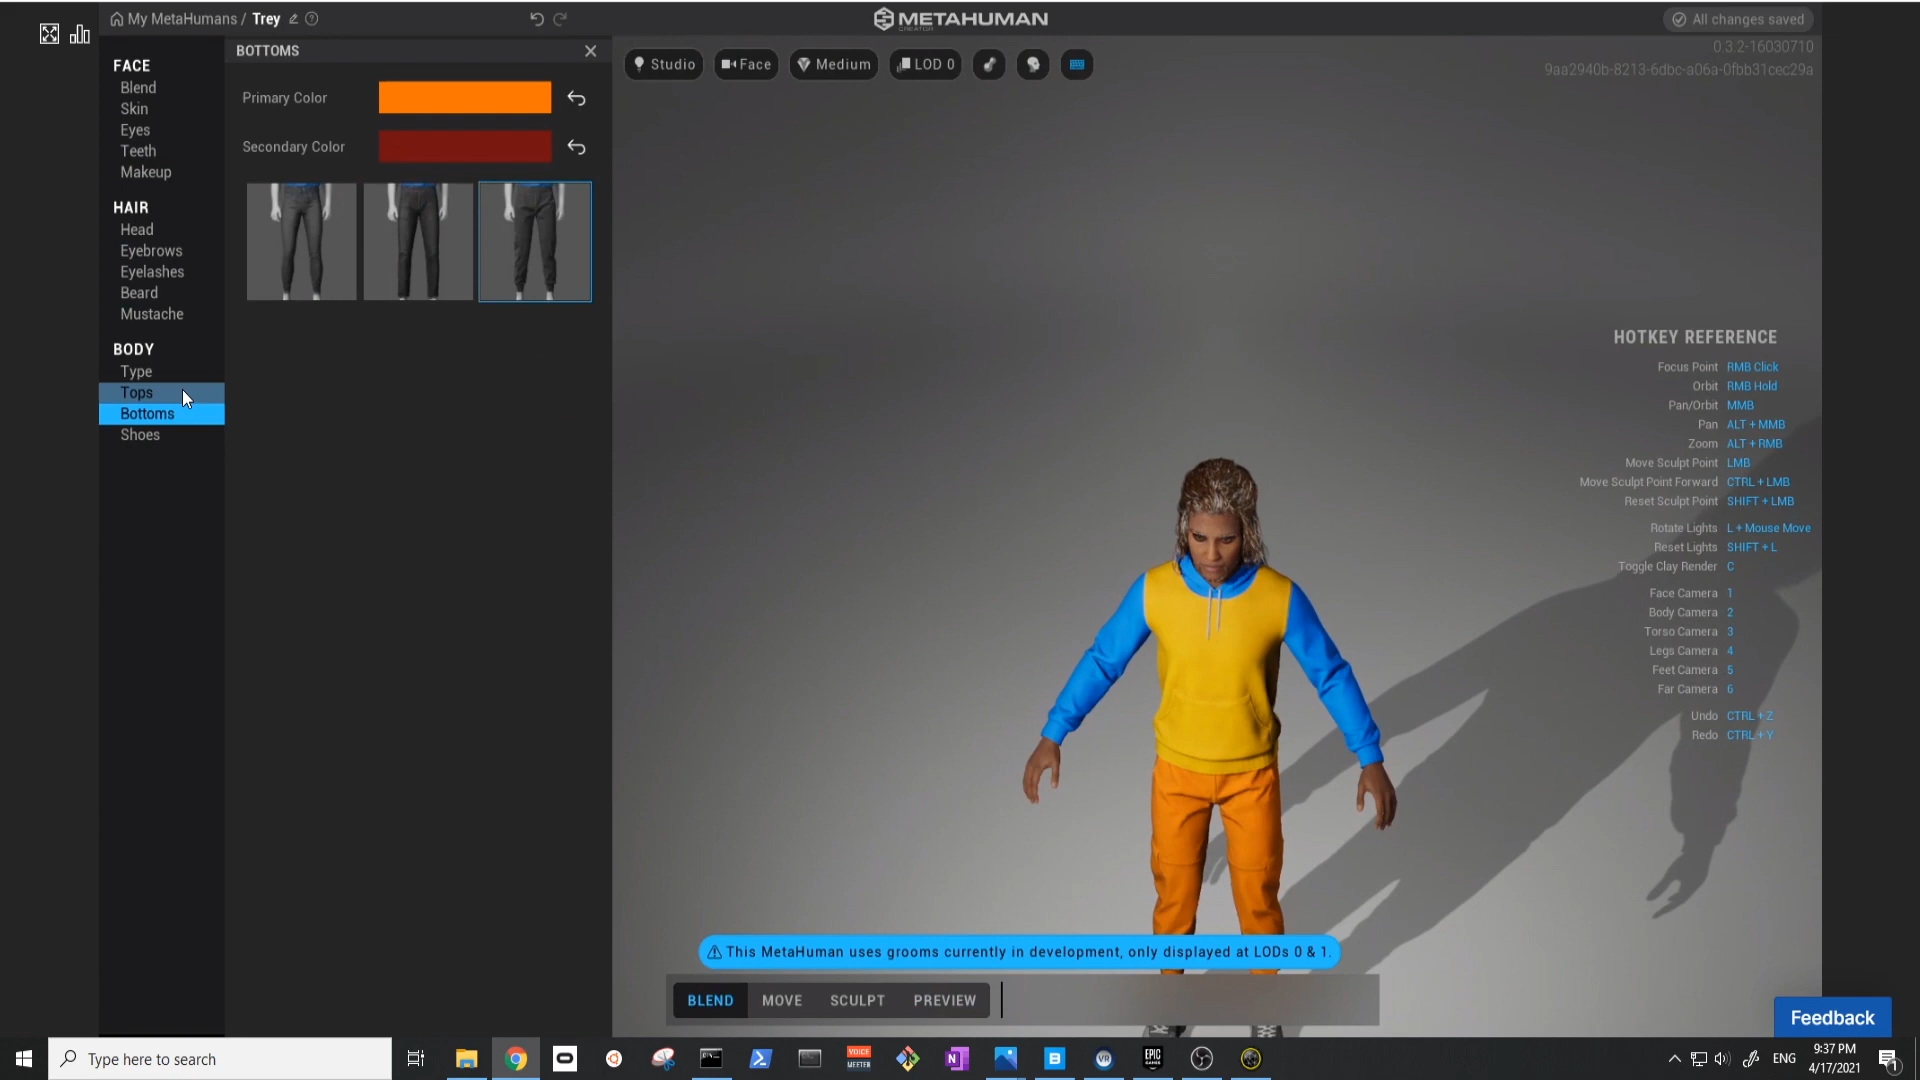 My MetaHumans / Trey
METAHUMAN
CREATOR
All changes saved
0.3.2-16030710
9aa2940b-8213-6dbc-a06a-0fbb31cec29a
FACE
Blend
Skin
Eyes
Teeth
Makeup
HAIR
Head
Eyebrows
Eyelashes
Beard
Mustache
BODY
Type
Tops
Bottoms
Shoes
BOTTOMS
Primary Color
Secondary Color
Studio
Face
Medium
LOD 0
HOTKEY REFERENCE
Focus Point RMB Click
Orbit RMB Hold
Pan/Orbit MMB
Pan ALT + MMB
Zoom ALT + RMB
Move Sculpt Point LMB
Move Sculpt Point Forward CTRL + LMB
Reset Sculpt Point SHIFT + LMB
Rotate Lights L + Mouse Move
Reset Lights SHIFT + L
Toggle Clay Render C
Face Camera 1
Body Camera 2
Torso Camera 3
Legs Camera 4
Feet Camera 5
Far Camera 6
Undo CTRL + Z
Redo CTRL + Y
This MetaHuman uses grooms currently in development, only displayed at LODs 0 & 1.
BLEND MOVE SCULPT PREVIEW
Feedback
Type here to search
VOICE
MEETER
N
B
VR
EPIC
GAMES
ENG
9:37 PM
4/17/2021
1